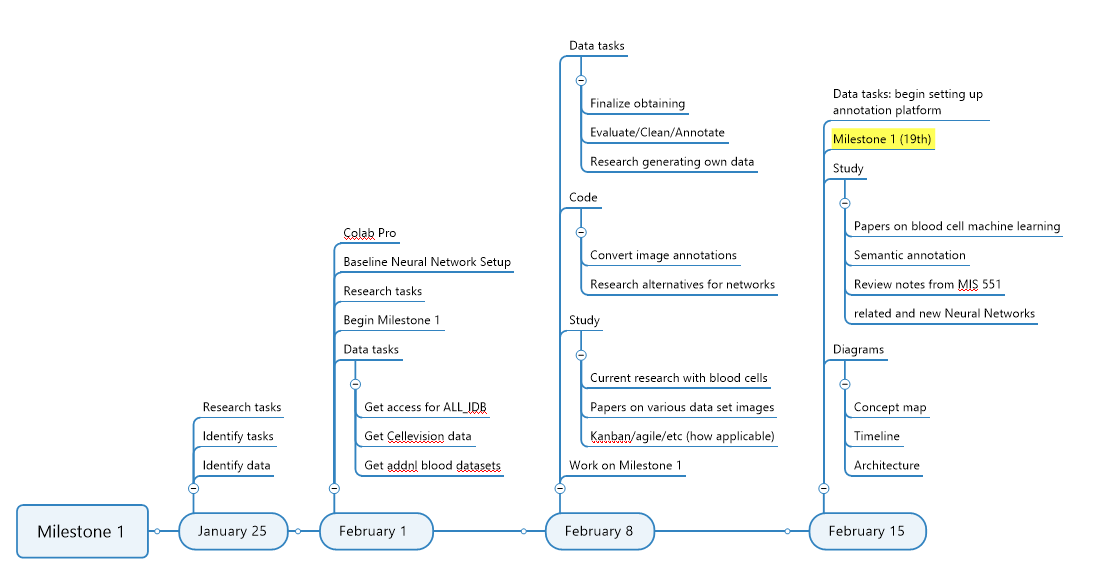 Milestone 1
January 25
Research tasks
Identify tasks
Identify data
February 1
Colab Pro
Baseline Neural Network Setup
Research tasks
Begin Milestone 1
Data tasks
Get access for ALL_IDB
Get Cellevision data
Get addnl blood datasets
February 8
Data tasks
Finalize obtaining
Evaluate/Clean/Annotate
Research generating own data
Code
Convert image annotations
Research alternatives for networks
Study
Current research with blood cells
Papers on various data set images
Kanban/agile/etc (how applicable)
Work on Milestone 1
February 15
Data tasks: begin setting up
annotation platform
Milestone 1 (19th)
Study
Papers on blood cell machine learning
Semantic annotation
Review notes from MIS 551
related and new Neural Networks
Diagrams
Concept map
Timeline
Architecture